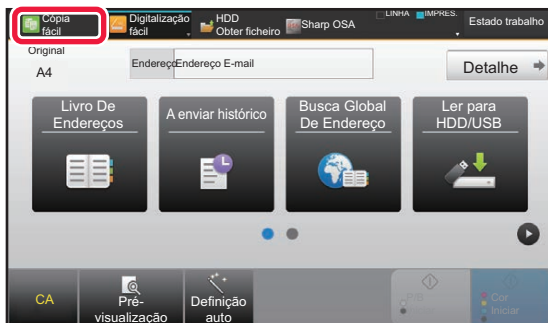 Cópia
fácil
Digitalização
fácil
HDD
Obter ficheiro
Sharp OSA
LINHA
IMPRES.
Estado trabalho
Original
A4
Endereço
Endereço E-mail
Detalhe
Livro De
Endereços
A enviar histórico
Busca Global
De Endereço
Ler para
HDD/USB
CA
Pré-
visualização
Definição
auto
P/B
Iniciar
Cor
Iniciar